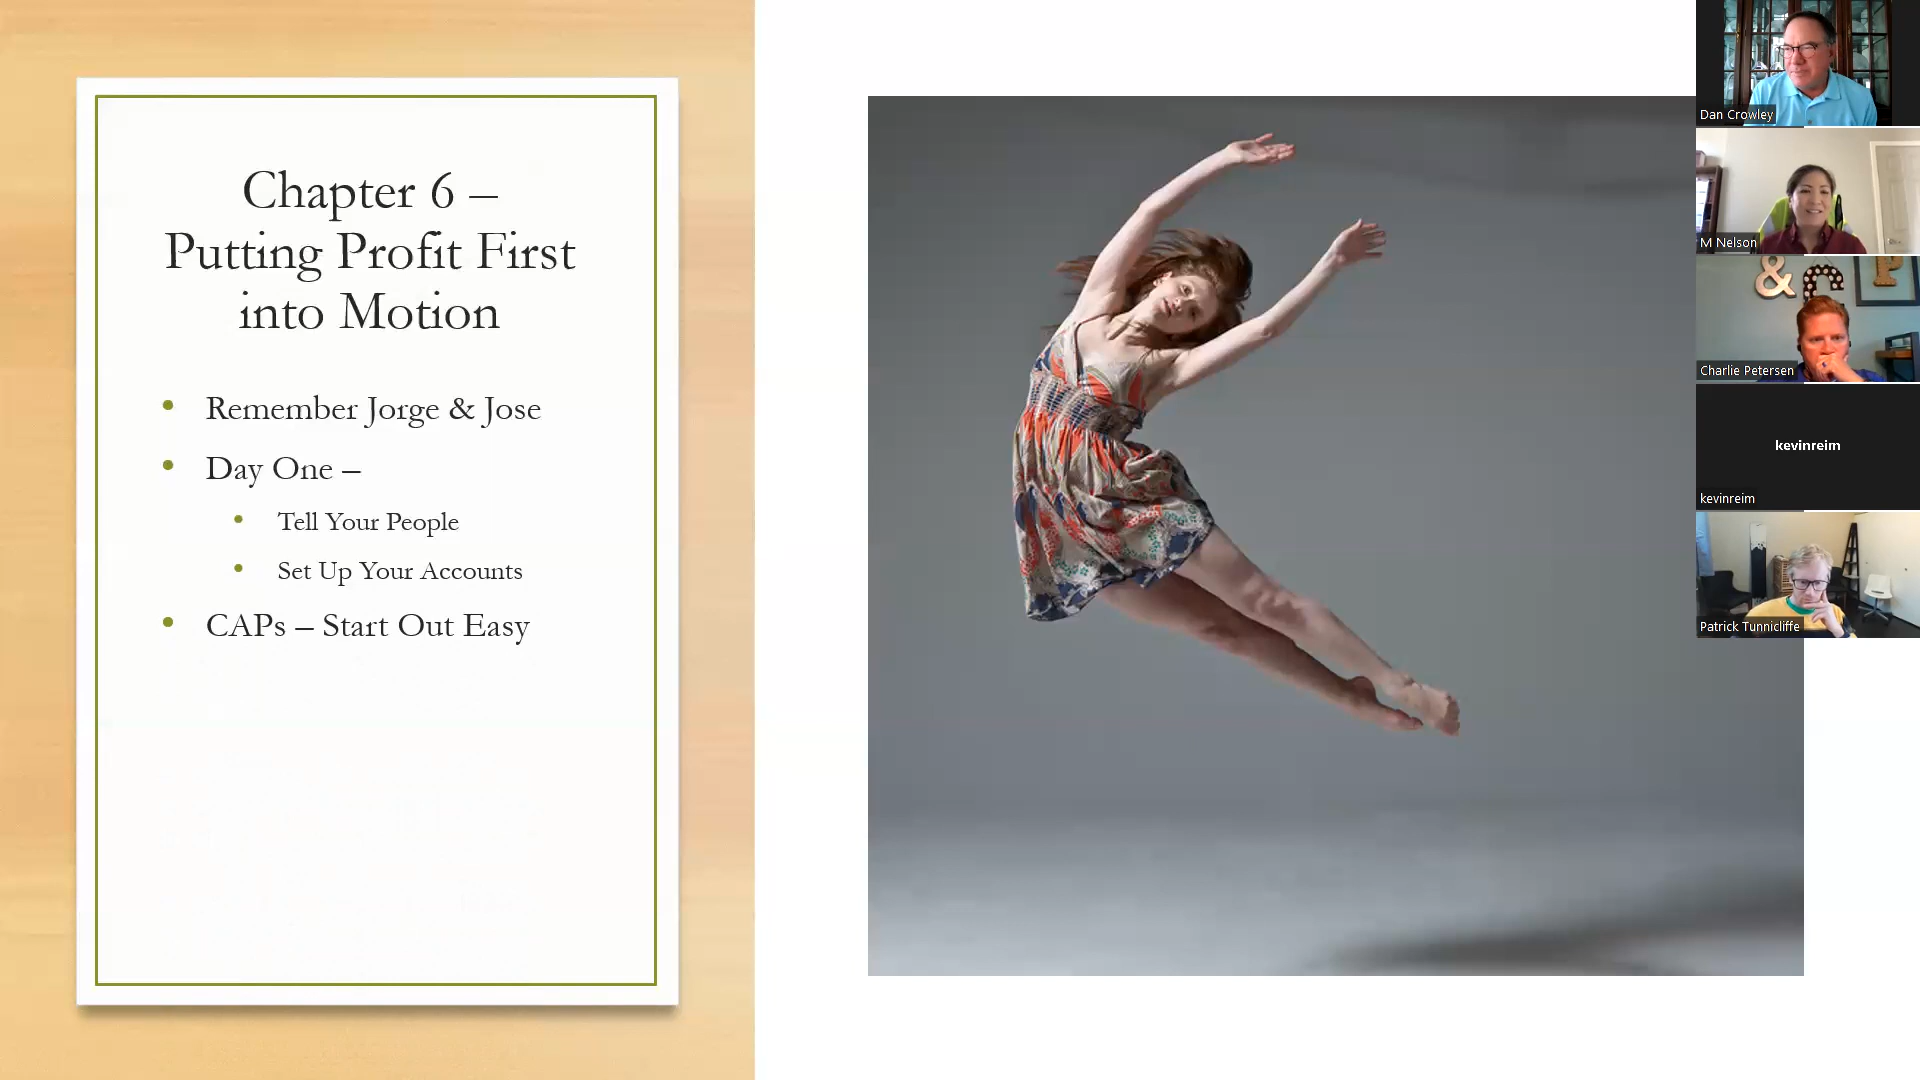 Chapter 6 –
Putting Profit First
into Motion
• Remember Jorge & Jose
• Day One –
• Tell Your People
• Set Up Your Accounts
• CAPs – Start Out Easy
Dan Crowley
M Nelson
& C P
Charlie Petersen
kevinreim
kevinreim
Patrick Tunnicliffe